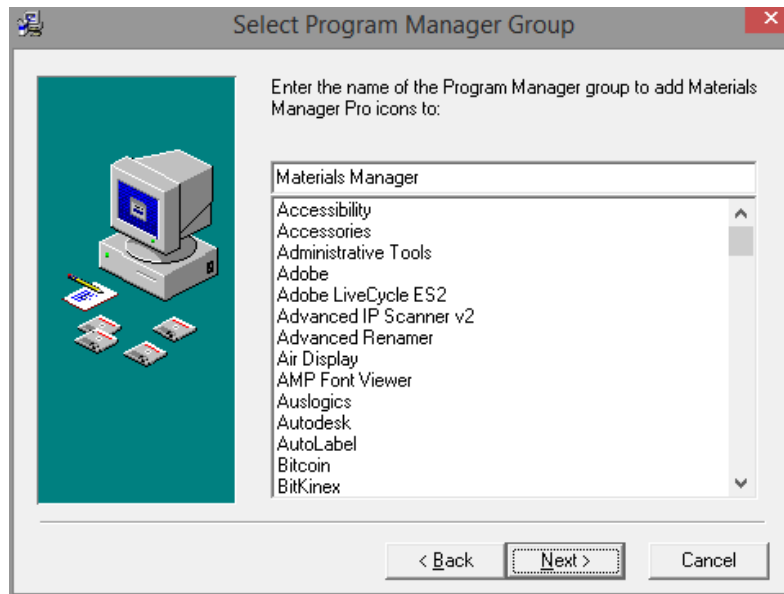 Select Program Manager Group
Enter the name of the Program Manager group to add Materials
Manager Pro icons to:
Materials Manager
Accessibility
Accessories
Administrative Tools
Adobe
Adobe LiveCycle ES2
Advanced IP Scanner v2
Advanced Renamer
Air Display
AMP Font Viewer
Auslogics
Autodesk
AutoLabel
Bitcoin
BitKinex
< Back
Next >
Cancel